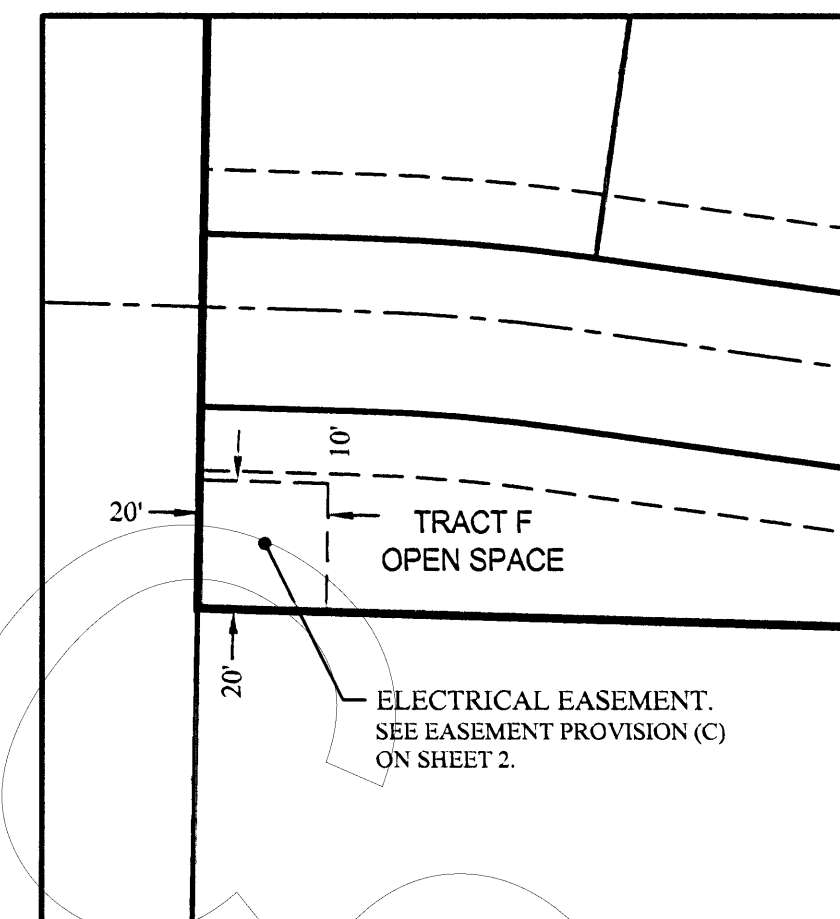 10'
20'
TRACT F
OPEN SPACE
20'
ELECTRICAL EASEMENT.
SEE EASEMENT PROVISION (C)
ON SHEET 2.